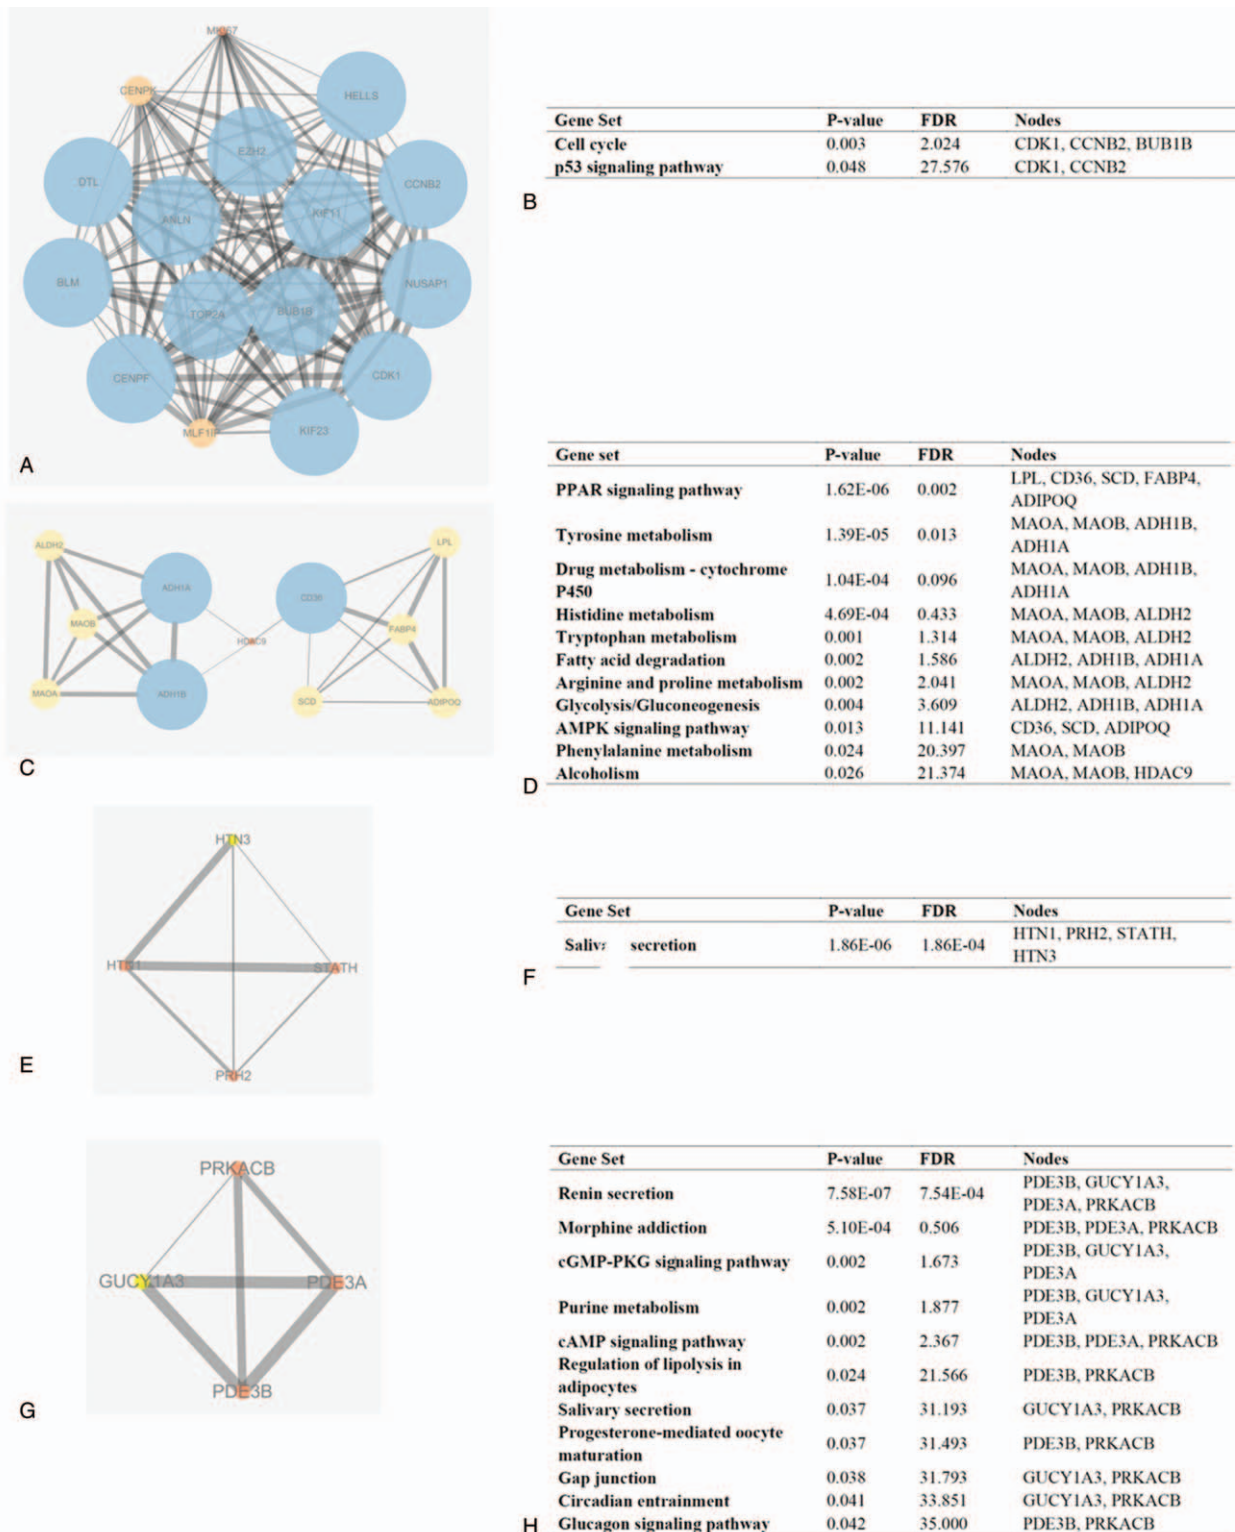 MKI67
CENPK
HELLS
EZH2
DTL
CCNB2
ANLN
KIF11
BLM
NUSAP1
TOP2A
BUB1B
CENPF
CDK1
MLF1IP
KIF23
A
Gene Set P-value FDR Nodes
Cell cycle 0.003 2.024 CDK1, CCNB2, BUB1B
p53 signaling pathway 0.048 27.576 CDK1, CCNB2
B
ALDH2
LPL
ADH1A
CD36
MAOB
HDAC9
FABP4
MAOA
ADH1B
SCD
ADIPOQ
C
Gene set P-value FDR Nodes
PPAR signaling pathway 1.62E-06 0.002 LPL, CD36, SCD, FABP4,
ADIPOQ
Tyrosine metabolism 1.39E-05 0.013 MAOA, MAOB, ADH1B,
ADH1A
Drug metabolism - cytochrome
P450 1.04E-04 0.096 MAOA, MAOB, ADH1B,
ADH1A
Histidine metabolism 4.69E-04 0.433 MAOA, MAOB, ALDH2
Tryptophan metabolism 0.001 1.314 MAOA, MAOB, ALDH2
Fatty acid degradation 0.002 1.586 ALDH2, ADH1B, ADH1A
Arginine and proline metabolism 0.002 2.041 MAOA, MAOB, ALDH2
Glycolysis/Gluconeogenesis 0.004 3.609 ALDH2, ADH1B, ADH1A
AMPK signaling pathway 0.013 11.141 CD36, SCD, ADIPOQ
Phenylalanine metabolism 0.024 20.397 MAOA, MAOB
Alcoholism 0.026 21.374 MAOA, MAOB, HDAC9
D
HTN3
HTN1
STATH
PRH2
E
Gene Set P-value FDR Nodes
Saliv secretion 1.86E-06 1.86E-04 HTN1, PRH2, STATH,
HTN3
F
PRKACB
GUCY1A3
PDE3A
PDE3B
G
Gene Set P-value FDR Nodes
Renin secretion 7.58E-07 7.54E-04 PDE3B, GUCY1A3,
PDE3A, PRKACB
Morphine addiction 5.10E-04 0.506 PDE3B, PDE3A, PRKACB
cGMP-PKG signaling pathway 0.002 1.673 PDE3B, GUCY1A3,
PDE3A
Purine metabolism 0.002 1.877 PDE3B, GUCY1A3,
PDE3A
cAMP signaling pathway 0.002 2.367 PDE3B, PDE3A, PRKACB
Regulation of lipolysis in
adipocytes 0.024 21.566 PDE3B, PRKACB
Salivary secretion 0.037 31.193 GUCY1A3, PRKACB
Progesterone-mediated oocyte
maturation 0.037 31.493 PDE3B, PRKACB
Gap junction 0.038 31.793 GUCY1A3, PRKACB
Circadian entrainment 0.041 33.851 GUCY1A3, PRKACB
Glucagon signaling pathway 0.042 35.000 PDE3B, PRKACB
H